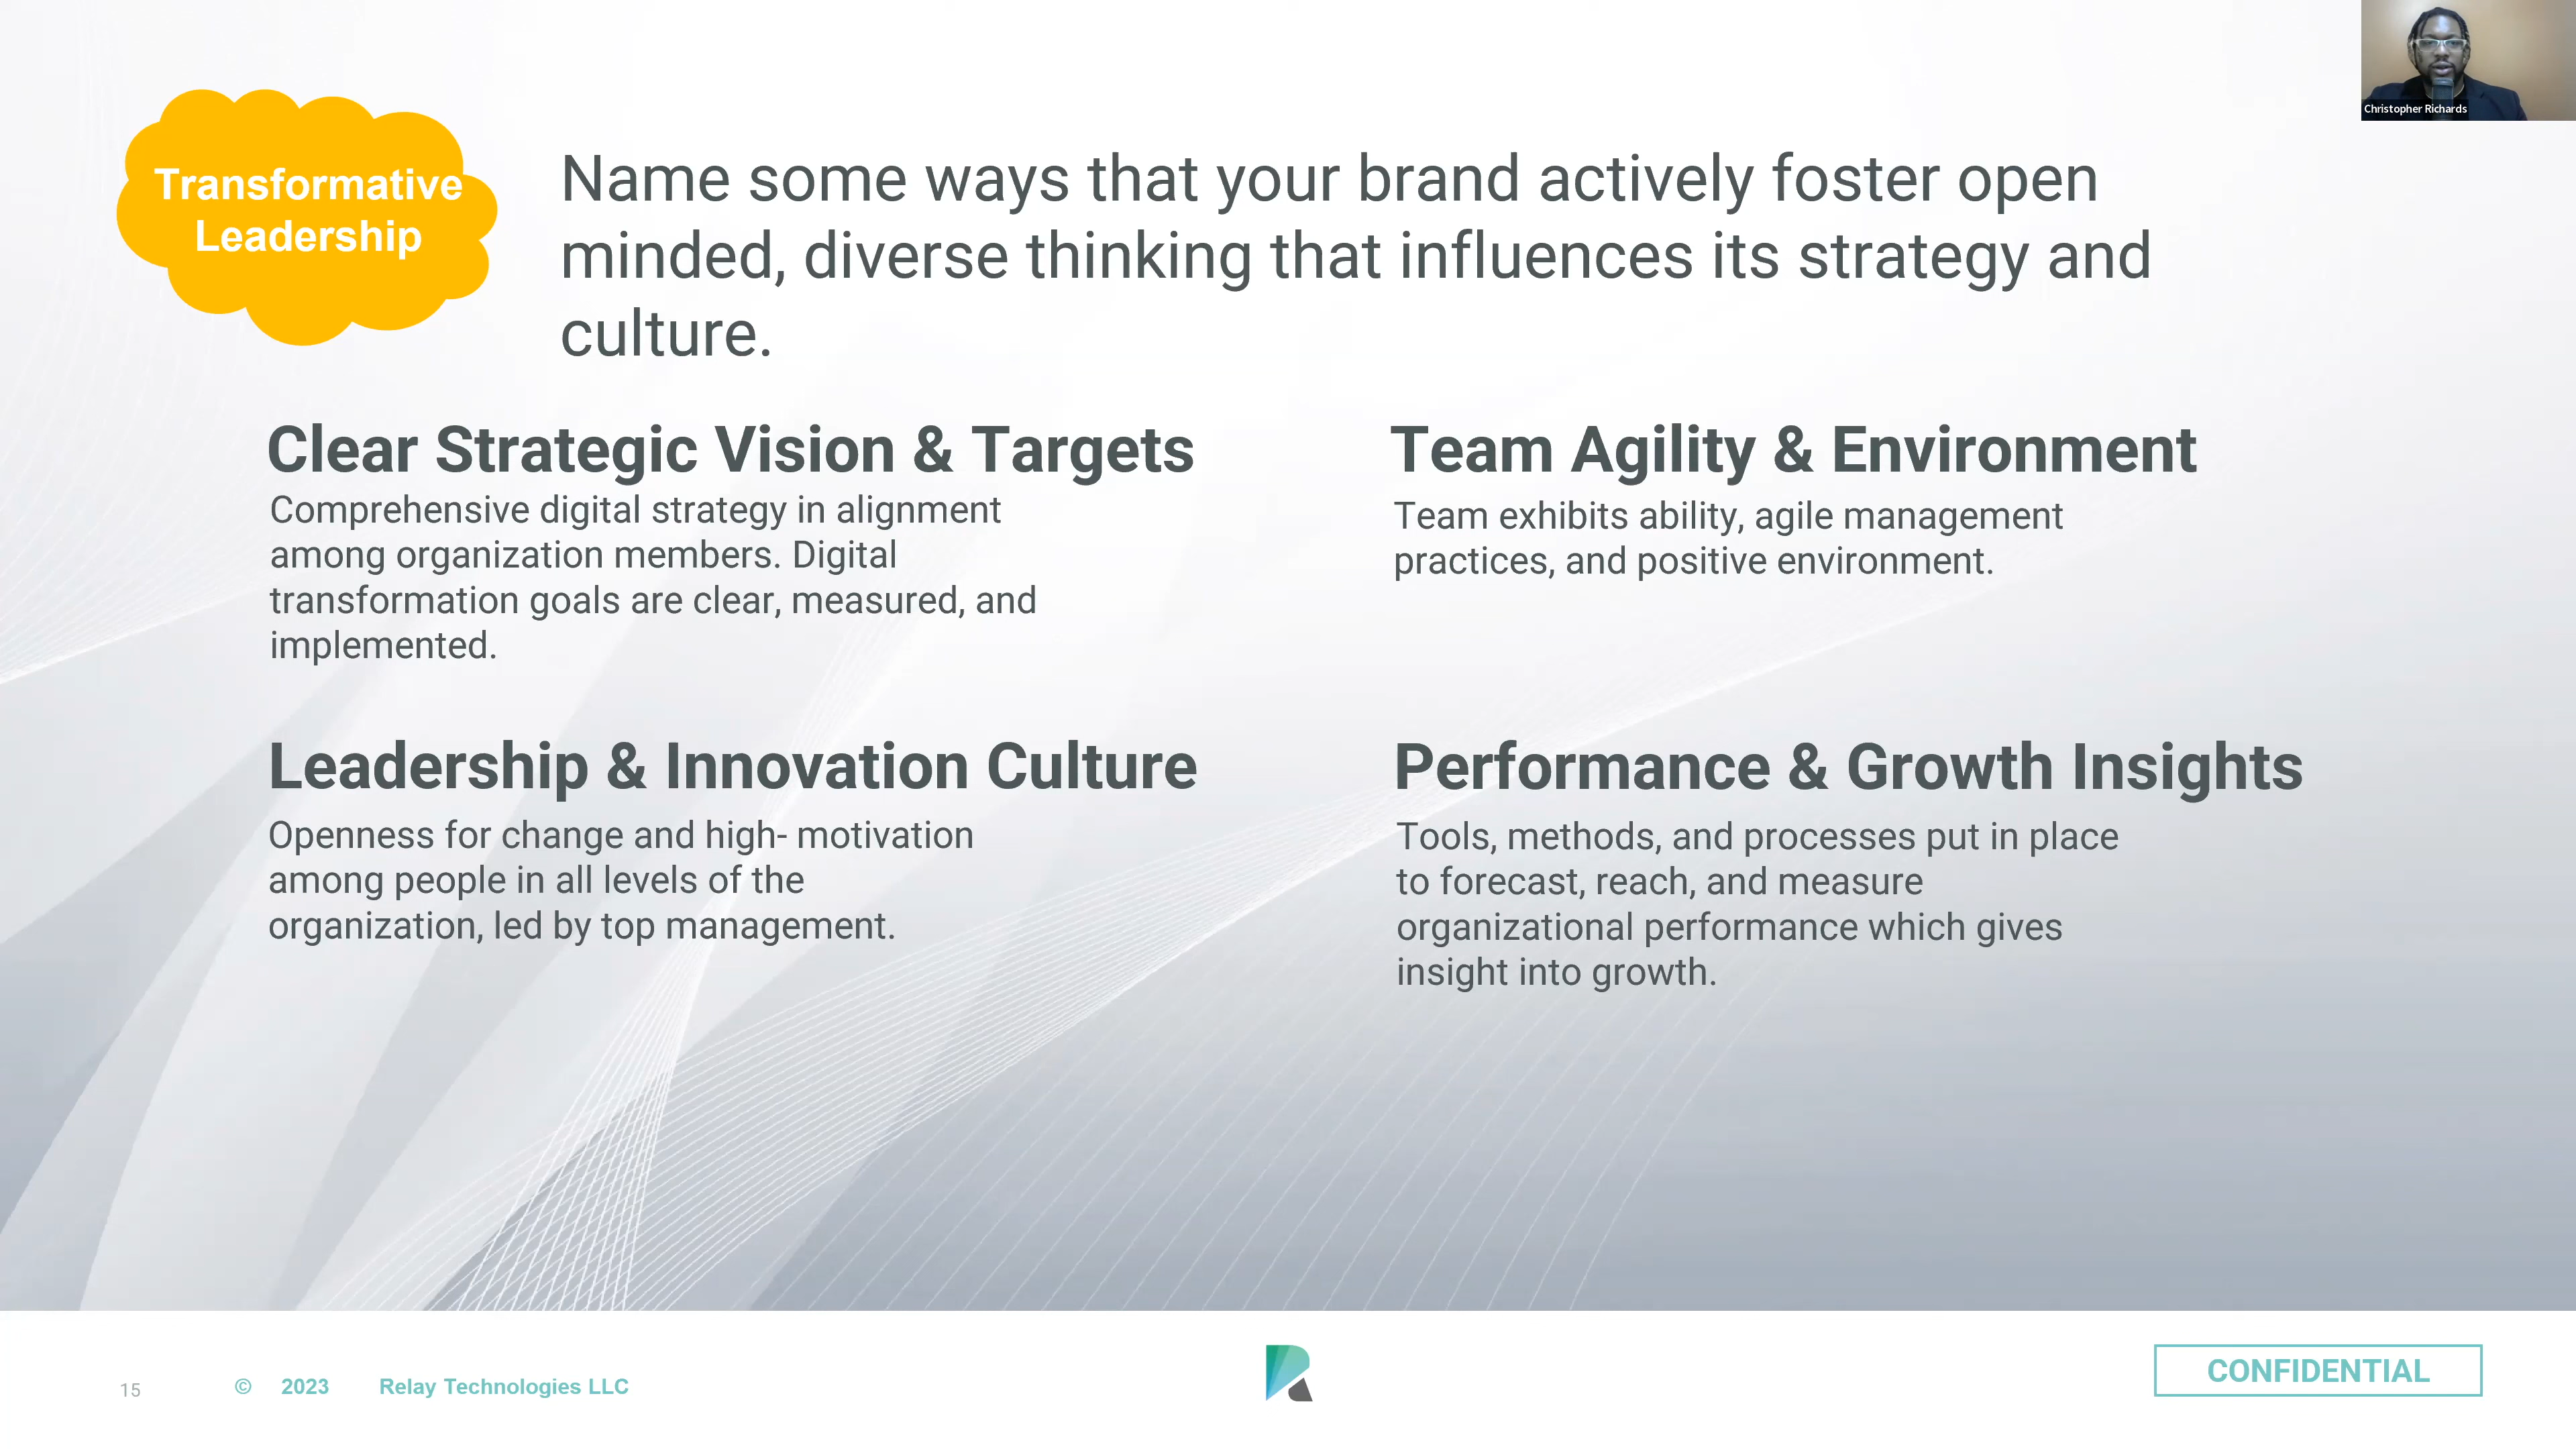 Christopher Richards
Transformative
Leadership
Name some ways that your brand actively foster open
minded, diverse thinking that influences its strategy and
culture.
Clear Strategic Vision & Targets
Comprehensive digital strategy in alignment
among organization members. Digital
transformation goals are clear, measured, and
implemented.
Team Agility & Environment
Team exhibits ability, agile management
practices, and positive environment.
Leadership & Innovation Culture
Openness for change and high- motivation
among people in all levels of the
organization, led by top management.
Performance & Growth Insights
Tools, methods, and processes put in place
to forecast, reach, and measure
organizational performance which gives
insight into growth.
15 © 2023 Relay Technologies LLC
CONFIDENTIAL